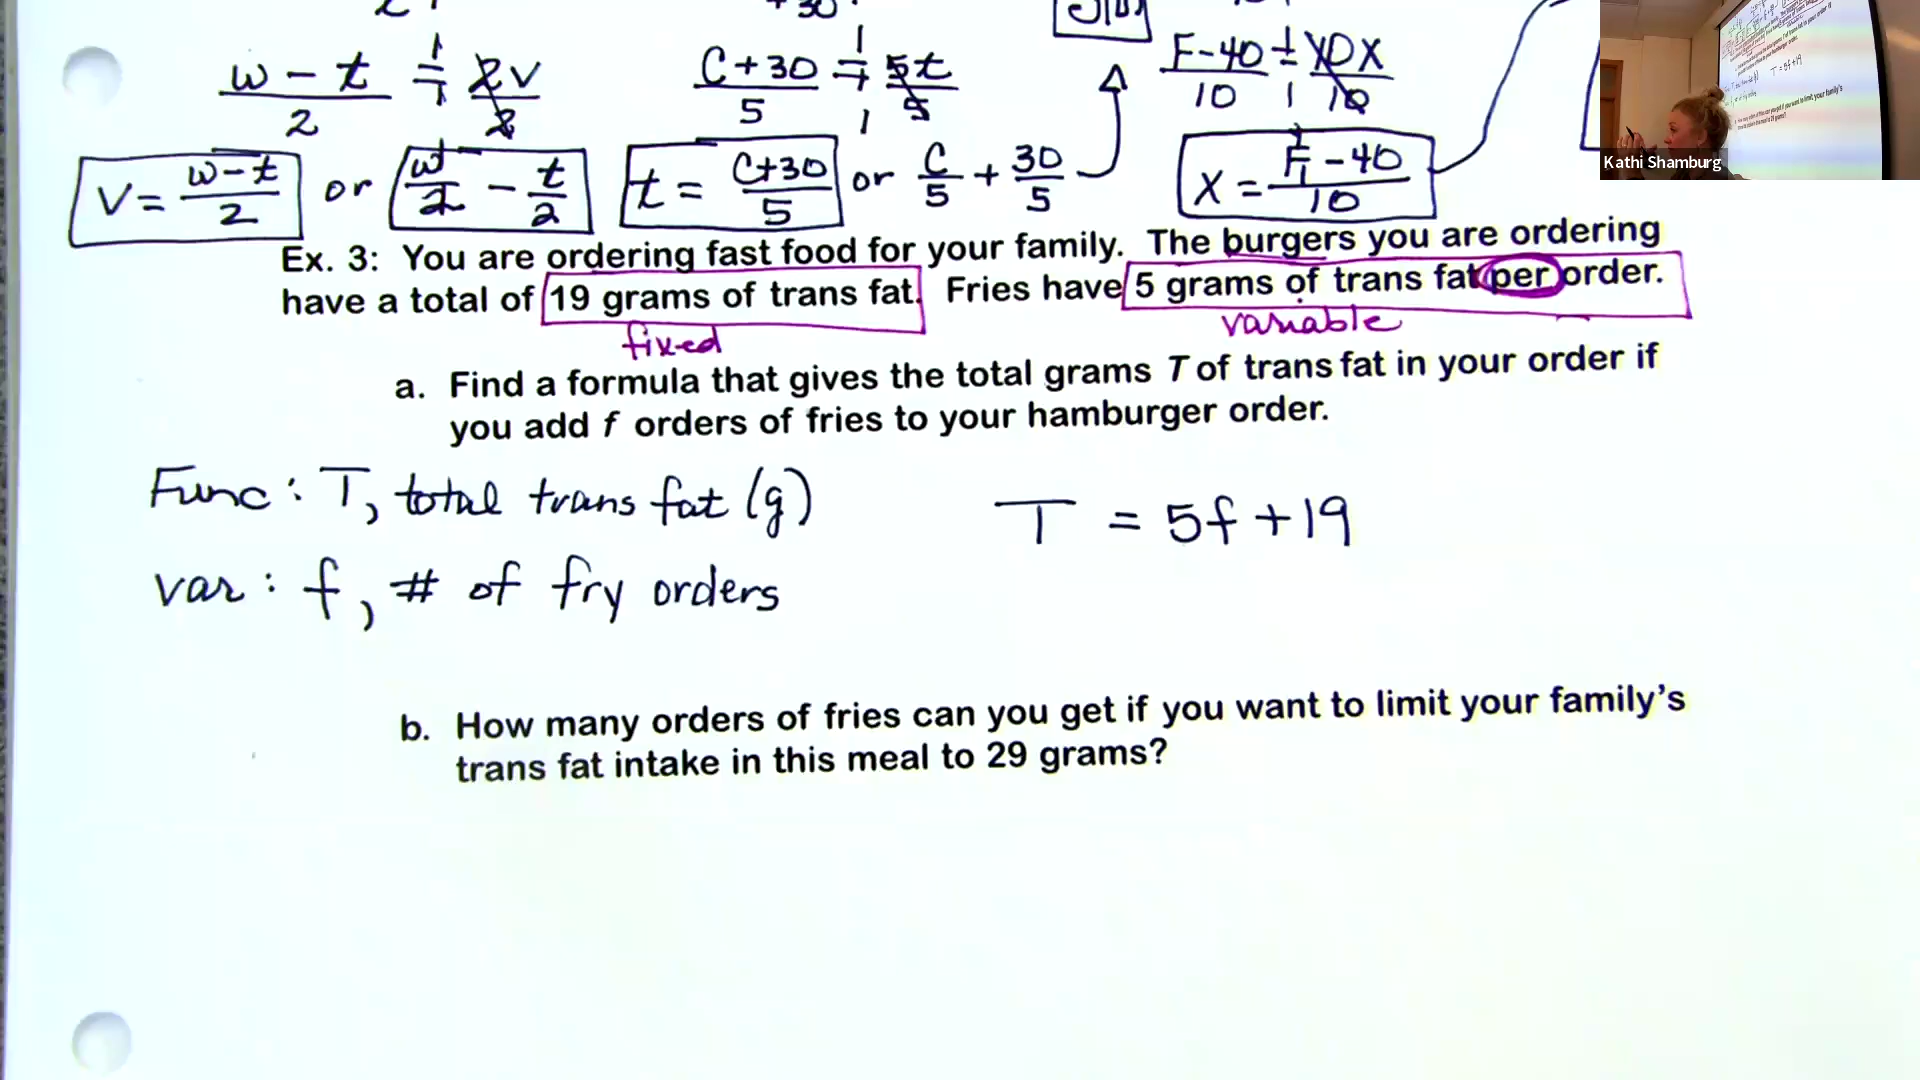 +30
w - t = 2v
2 2
C+30 = 5t
5 1 5
F-40 = 10X
10 1 10
V = w-t/2 or w/2 - t/2
t = C+30/5 or C/5 + 30/5
X = F-40/10
Ex. 3: You are ordering fast food for your family. The burgers you are ordering
have a total of 19 grams of trans fat. Fries have 5 grams of trans fat per order.
fixed variable
a. Find a formula that gives the total grams T of trans fat in your order if
you add f orders of fries to your hamburger order.
Func: T, total trans fat (g)
T = 5f+19
var: f, # of fry orders
b. How many orders of fries can you get if you want to limit your family's
trans fat intake in this meal to 29 grams?
Kathi Shamburg